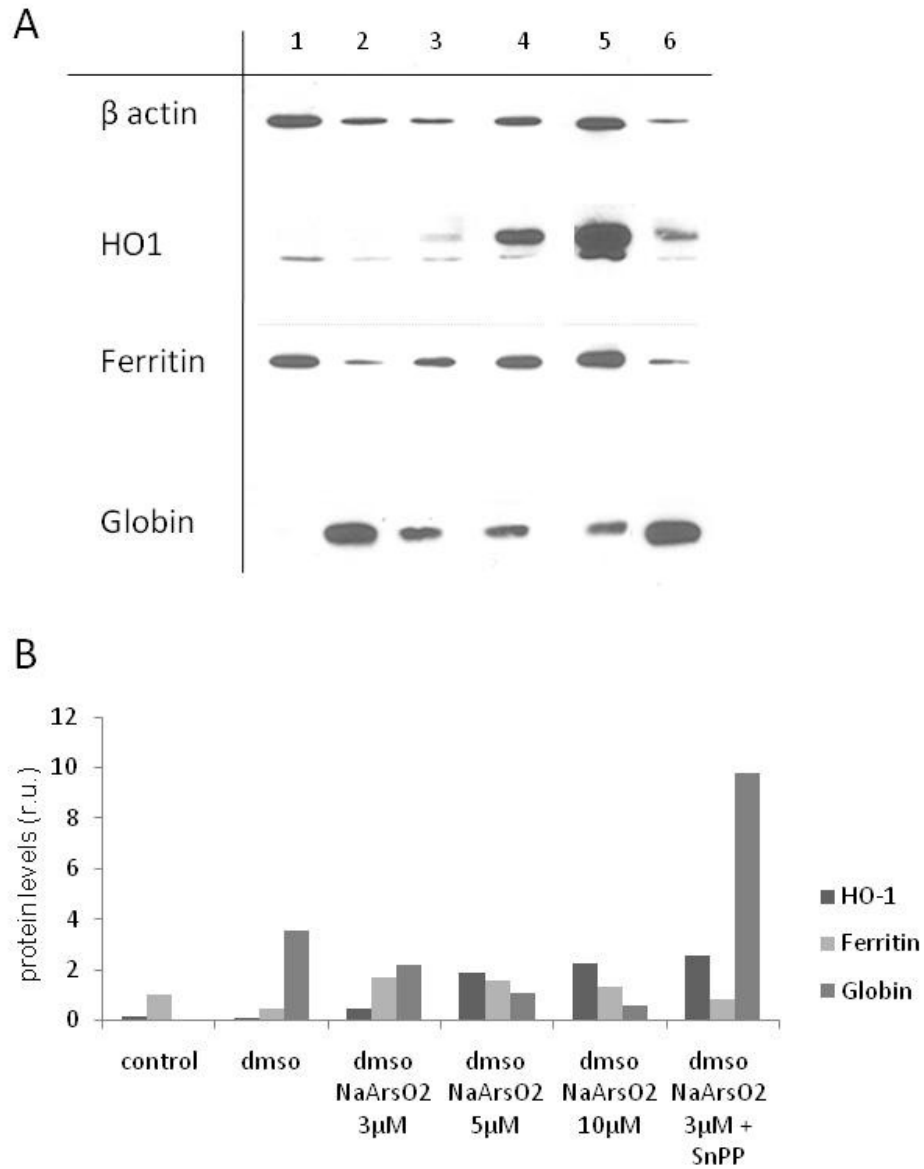 A
1 2 3 4 5 6
β actin
HO1
Ferritin
Globin
B
protein levels (r.u.)
12
10
8
6
4
2
0
control
dmso
dmso NaArsO2 3μM
dmso NaArsO2 5μM
dmso NaArsO2 10μM
dmso NaArsO2 3μM + SnPP
HO-1
Ferritin
Globin